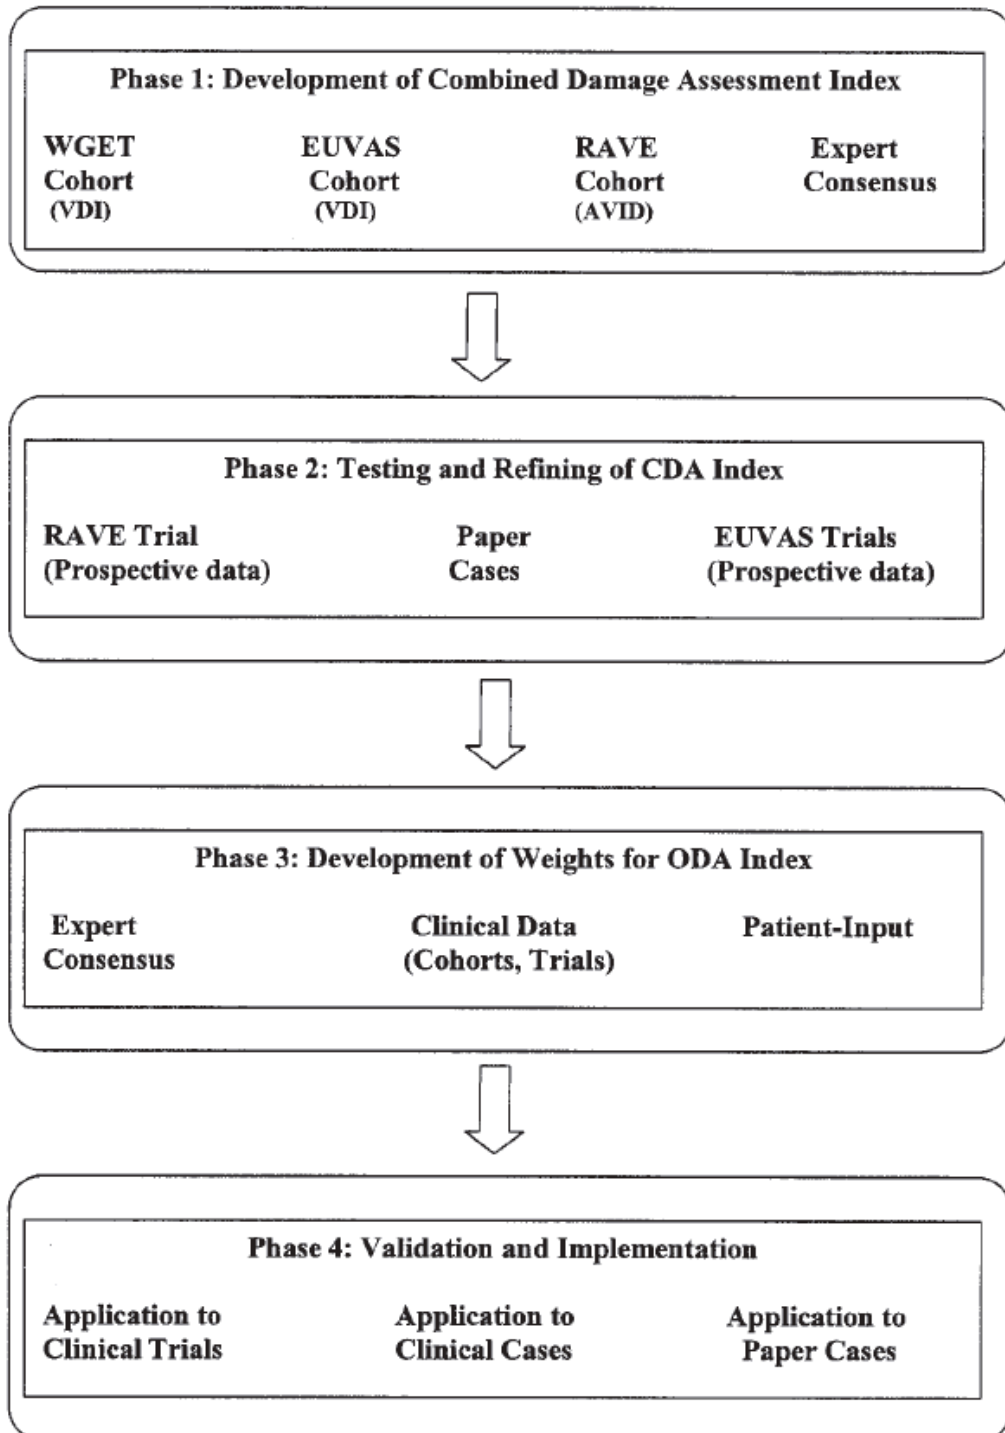 Phase 1: Development of Combined Damage Assessment Index
WGET EUVAS RAVE Expert
Cohort Cohort Cohort Consensus
(VDI) (VDI) (AVID)
Phase 2: Testing and Refining of CDA Index
RAVE Trial Paper EUVAS Trials
(Prospective data) Cases (Prospective data)
Phase 3: Development of Weights for ODA Index
Expert Clinical Data Patient-Input
Consensus (Cohorts, Trials)
Phase 4: Validation and Implementation
Application to Application to Application to
Clinical Trials Clinical Cases Paper Cases